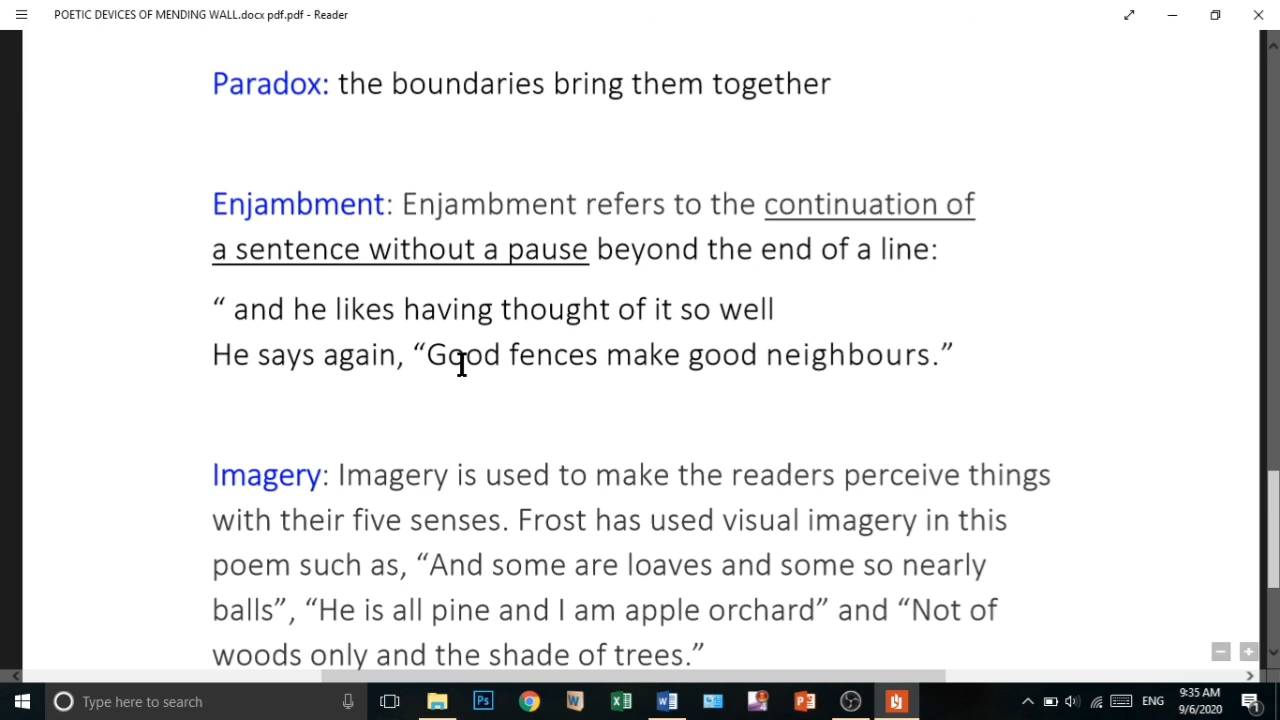 POETIC DEVICES OF MENDING WALL.docx pdf.pdf - Reader
Paradox: the boundaries bring them together
Enjambment: Enjambment refers to the continuation of
a sentence without a pause beyond the end of a line:
“ and he likes having thought of it so well
He says again, “Good fences make good neighbours.”
Imagery: Imagery is used to make the readers perceive things
with their five senses. Frost has used visual imagery in this
poem such as, “And some are loaves and some so nearly
balls”, “He is all pine and I am apple orchard” and “Not of
woods only and the shade of trees.”
Type here to search
ENG
9:35 AM
9/6/2020
1